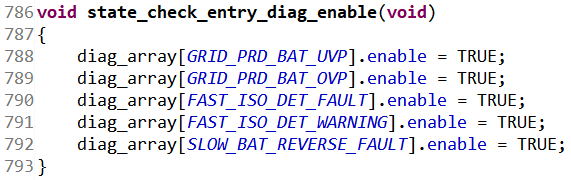 786 void state_check_entry_diag_enable(void)
787 {
788     diag_array[GRID_PRD_BAT_UVP].enable = TRUE;
789     diag_array[GRID_PRD_BAT_OVP].enable = TRUE;
790     diag_array[FAST_ISO_DET_FAULT].enable = TRUE;
791     diag_array[FAST_ISO_DET_WARNING].enable = TRUE;
792     diag_array[SLOW_BAT_REVERSE_FAULT].enable = TRUE;
793 }